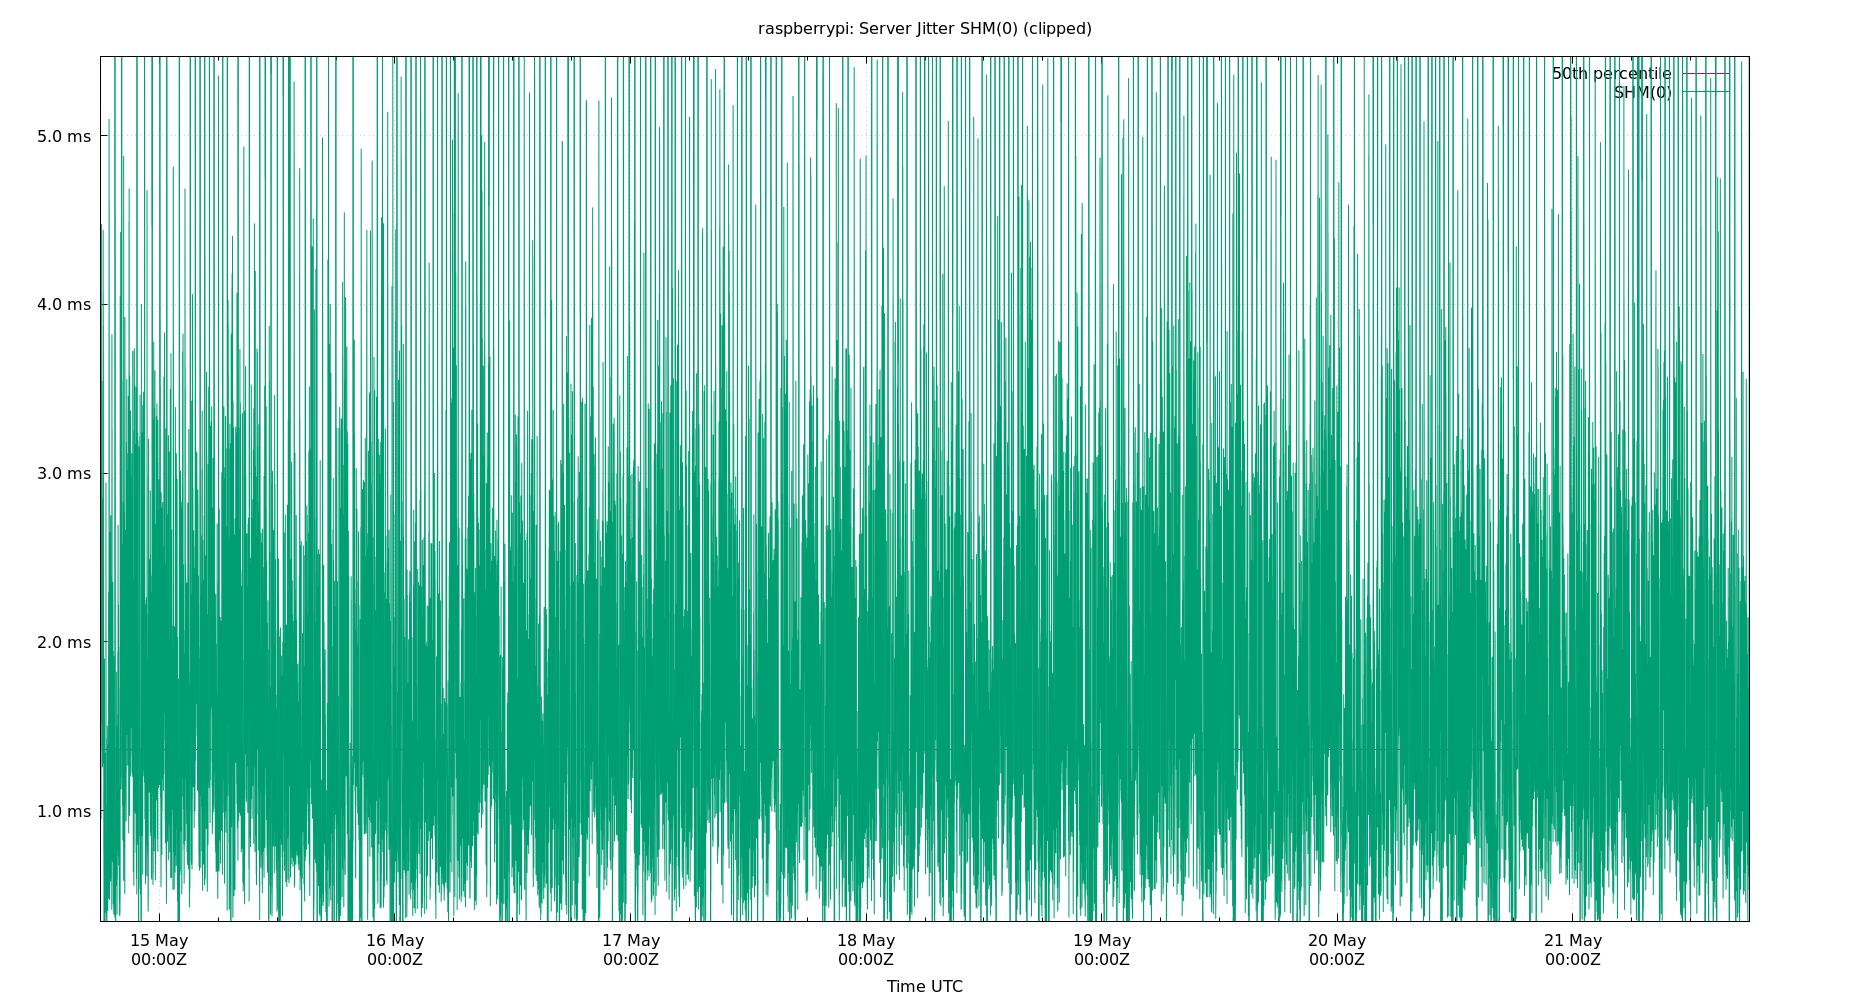 raspberrypi: Server Jitter SHM(0) (clipped)
50th percentile
SHM(0)
5.0 ms
4.0 ms
3.0 ms
2.0 ms
1.0 ms
15 May 16 May 17 May 18 May 19 May 20 May 21 May
00:00Z 00:00Z 00:00Z 00:00Z 00:00Z 00:00Z 00:00Z
Time UTC